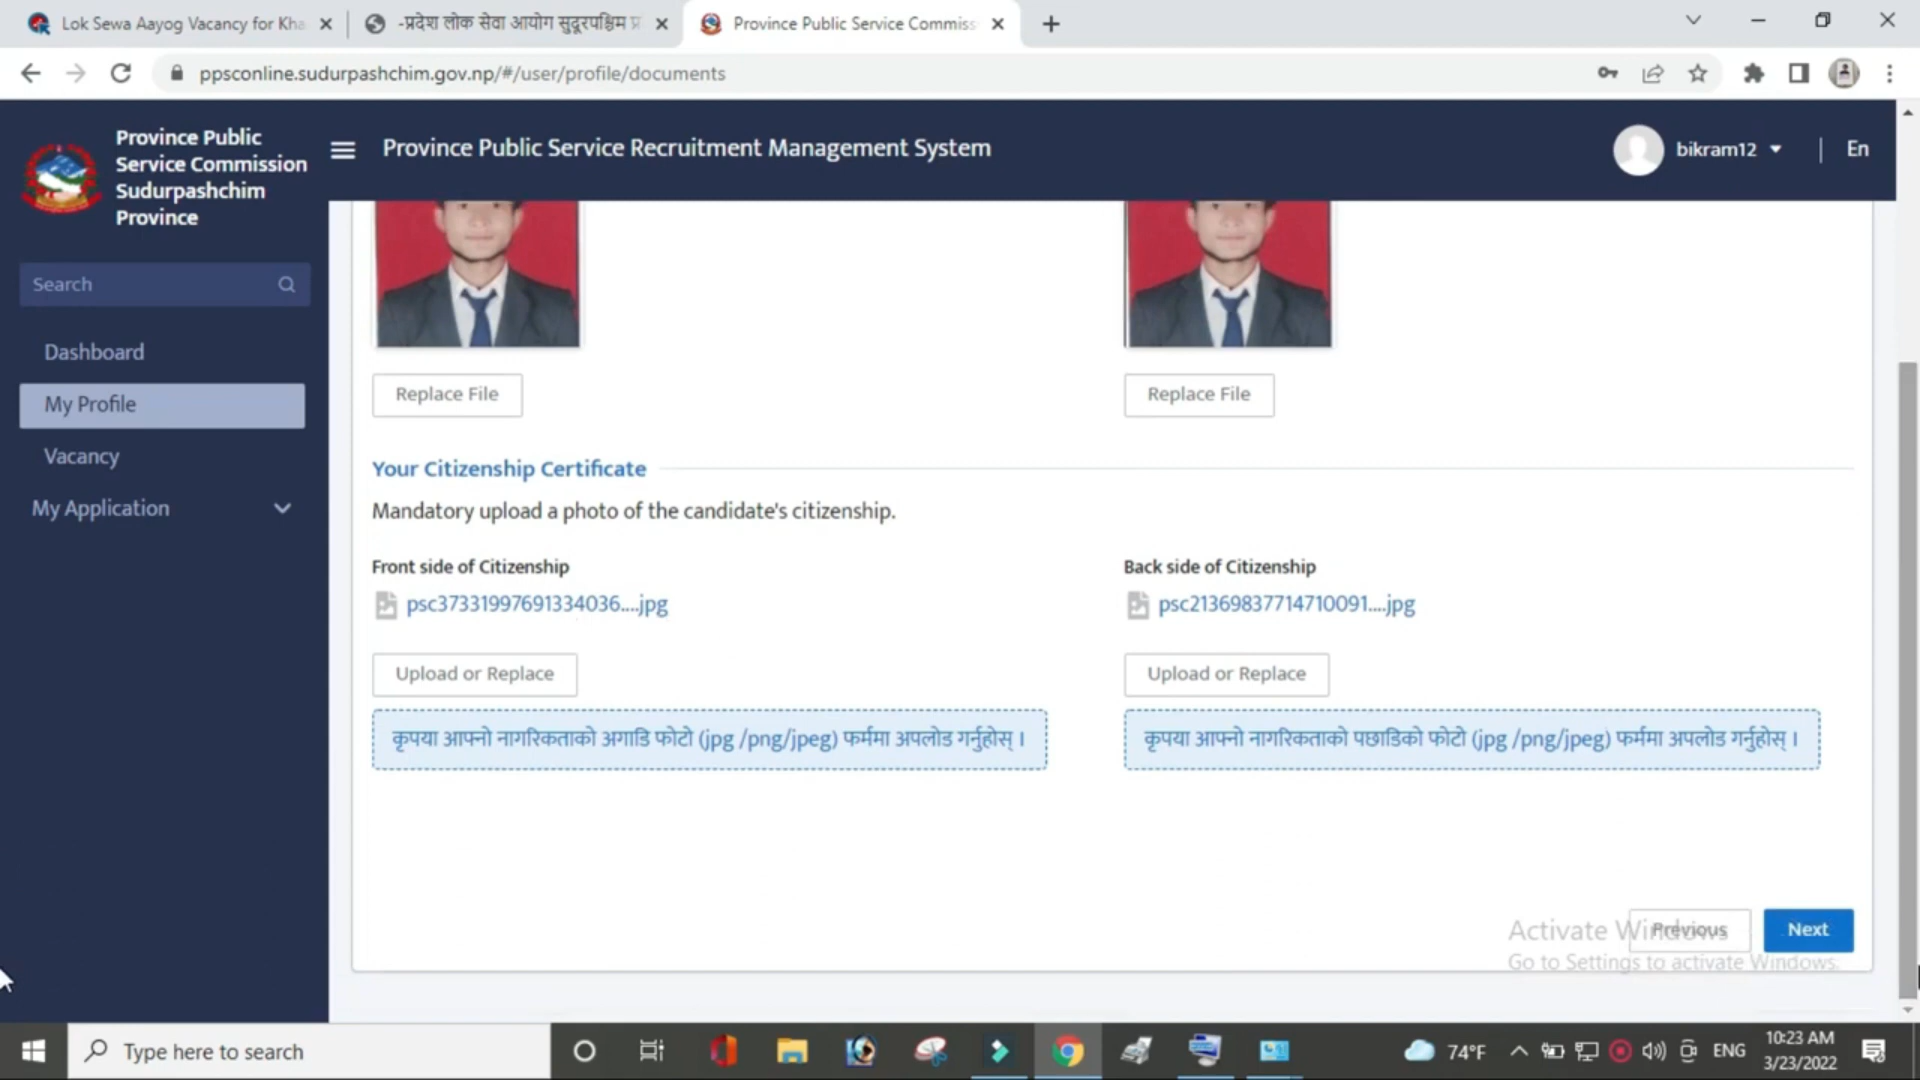 Lok Sewa Aayog Vacancy for Kha
-प्रदेश लोक सेवा आयोग सुदूरपश्चिम प्र
Province Public Service Commiss
ppsconline.sudurpashchim.gov.np/#/user/profile/documents
Province Public
Service Commission
Sudurpashchim
Province
Province Public Service Recruitment Management System
bikram12
En
Search
Dashboard
My Profile
Vacancy
My Application
Replace File
Replace File
Your Citizenship Certificate
Mandatory upload a photo of the candidate's citizenship.
Front side of Citizenship
Back side of Citizenship
psc37331997691334036....jpg
psc21369837714710091....jpg
Upload or Replace
Upload or Replace
कृपया आफ्नो नागरिकताको अगाडि फोटो (jpg /png/jpeg) फर्ममा अपलोड गर्नुहोस् ।
कृपया आफ्नो नागरिकताको पछाडिको फोटो (jpg /png/jpeg) फर्ममा अपलोड गर्नुहोस् ।
Previous
Next
Activate Windows
Go to Settings to activate Windows.
Type here to search
74°F
ENG
10:23 AM
3/23/2022